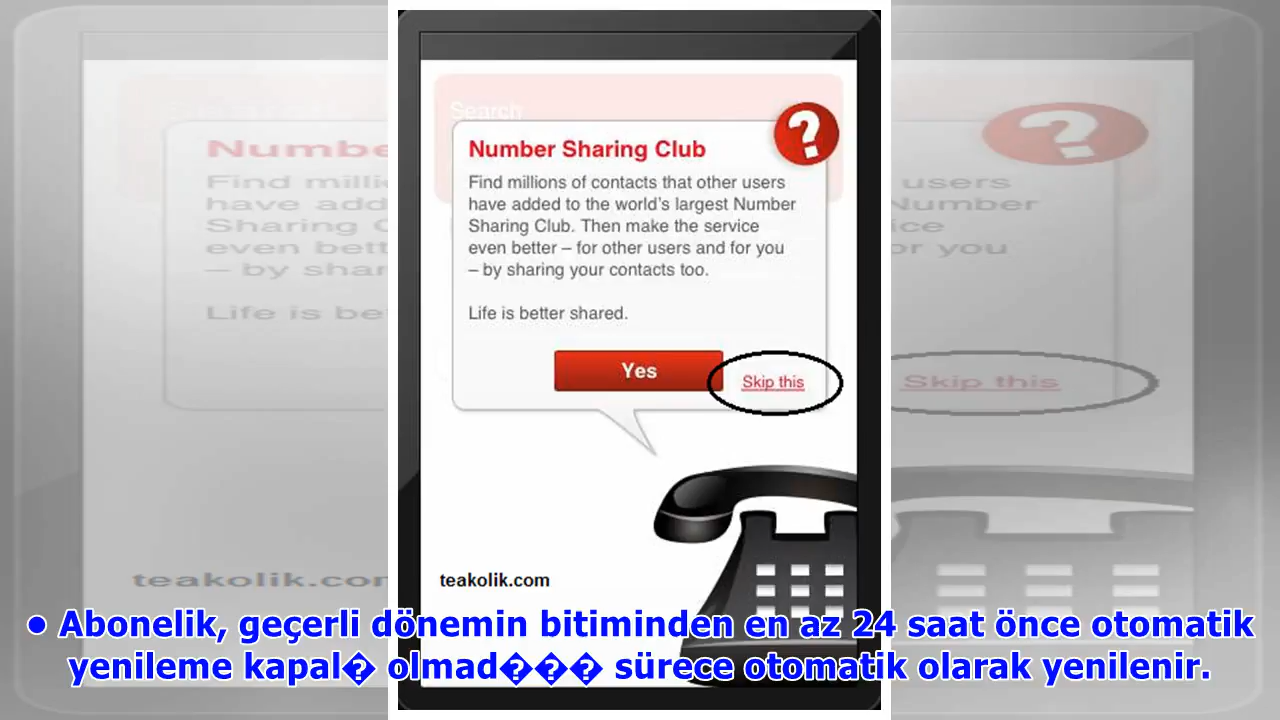 Search
Number Sharing Club
Find millions of contacts that other users
have added to the world's largest Number
Sharing Club. Then make the service
even better – for other users and for you
– by sharing your contacts too.
Life is better shared.
Yes
Skip this
teakolik.com
• Abonelik, geçerli dönemin bitiminden en az 24 saat önce otomatik
yenileme kapal� olmad��� sürece otomatik olarak yenilenir.